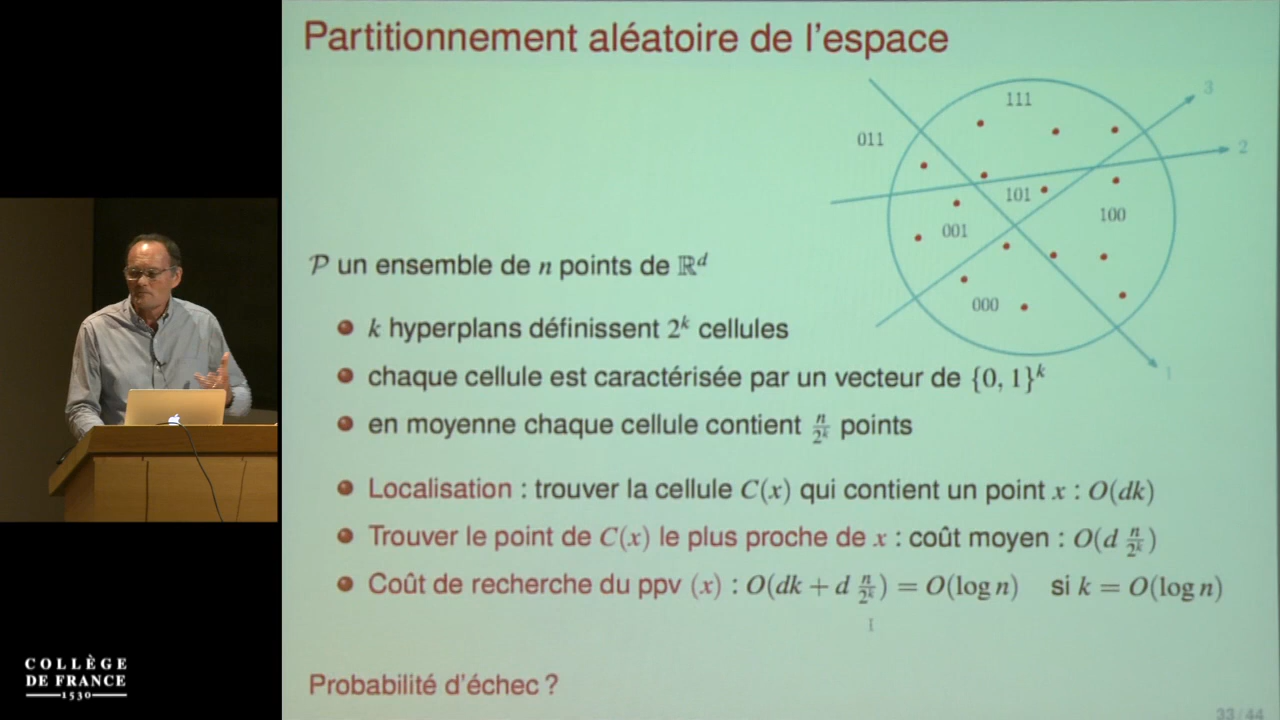 Partitionnement aléatoire de l'espace
111
3
011
2
101
100
001
000
1
𝒫 un ensemble de n points de ℝ^d
k hyperplans définissent 2^k cellules
chaque cellule est caractérisée par un vecteur de {0, 1}^k
en moyenne chaque cellule contient n/2^k points
Localisation : trouver la cellule C(x) qui contient un point x : O(dk)
Trouver le point de C(x) le plus proche de x : coût moyen : O(d n/2^k)
Coût de recherche du ppv (x) : O(dk + d n/2^k) = O(log n) si k = O(log n)
Probabilité d'échec ?
33/44
COLLÈGE
DE FRANCE
1530